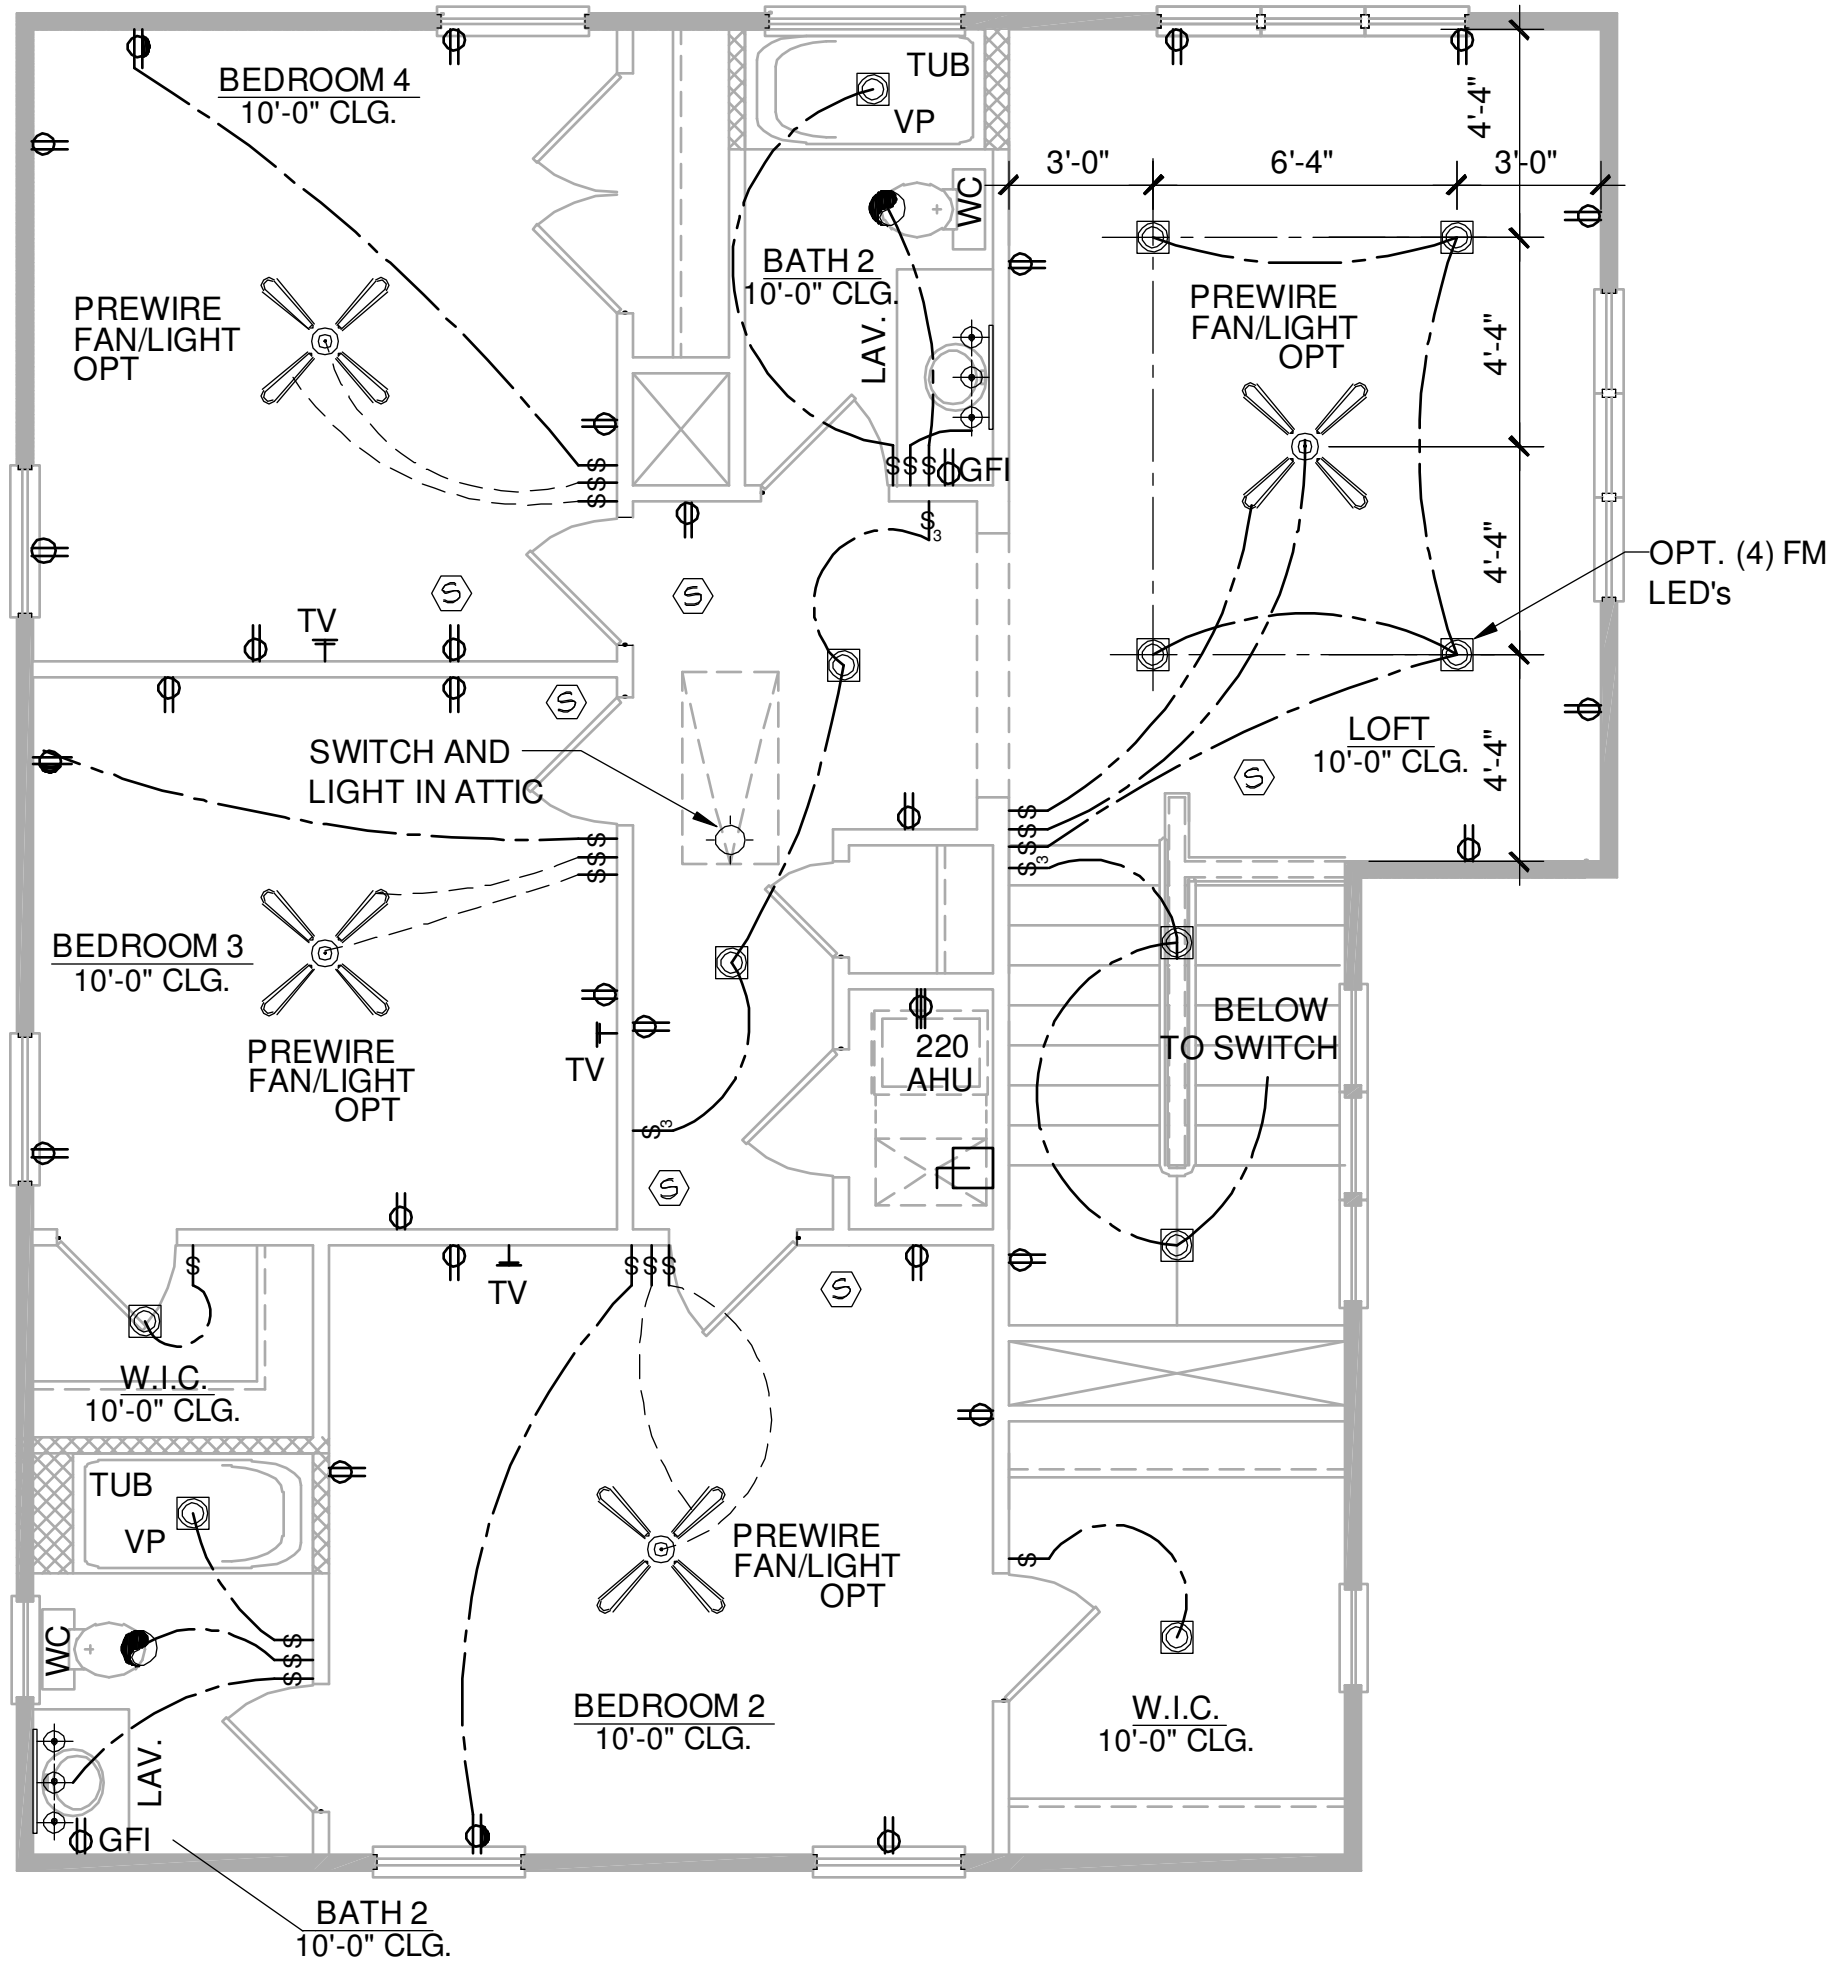 BEDROOM 4
10'-0" CLG.
TUB
VP
WC
BATH 2
10'-0" CLG.
LAV.
S
S
S
GFI
3'-0"
6'-4"
3'-0"
4'-4"
4'-4"
4'-4"
4'-4"
PREWIRE
FAN/LIGHT
OPT
PREWIRE
FAN/LIGHT
OPT
S
S
S
S3
OPT. (4) FM
LED's
S
S
TV
S
LOFT
10'-0" CLG.
S
SWITCH AND
LIGHT IN ATTIC
S
S
S
S3
S
S
S
BEDROOM 3
10'-0" CLG.
PREWIRE
FAN/LIGHT
OPT
TV
220
AHU
BELOW
TO SWITCH
S3
S
S
TV
S
S
S
S
W.I.C.
10'-0" CLG.
TUB
VP
WC
S
S
S
LAV.
GFI
PREWIRE
FAN/LIGHT
OPT
BEDROOM 2
10'-0" CLG.
S
W.I.C.
10'-0" CLG.
BATH 2
10'-0" CLG.